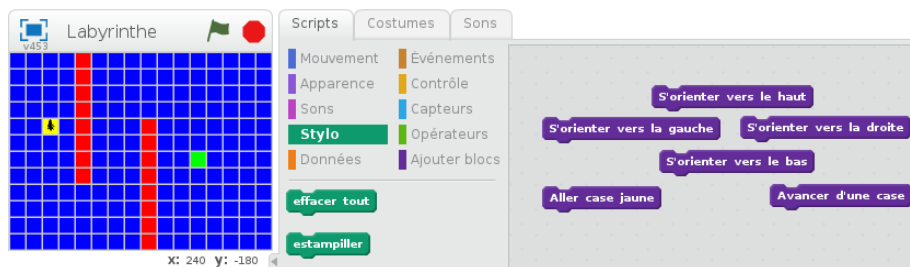 Labyrinthe
v453
x: 240 y: -180
Scripts Costumes Sons
Mouvement Événements
Apparence Contrôle
Sons Capteurs
Stylo Opérateurs
Données Ajouter blocs
effacer tout
estampiller
S'orienter vers le haut
S'orienter vers la gauche S'orienter vers la droite
S'orienter vers le bas
Aller case jaune Avancer d'une case